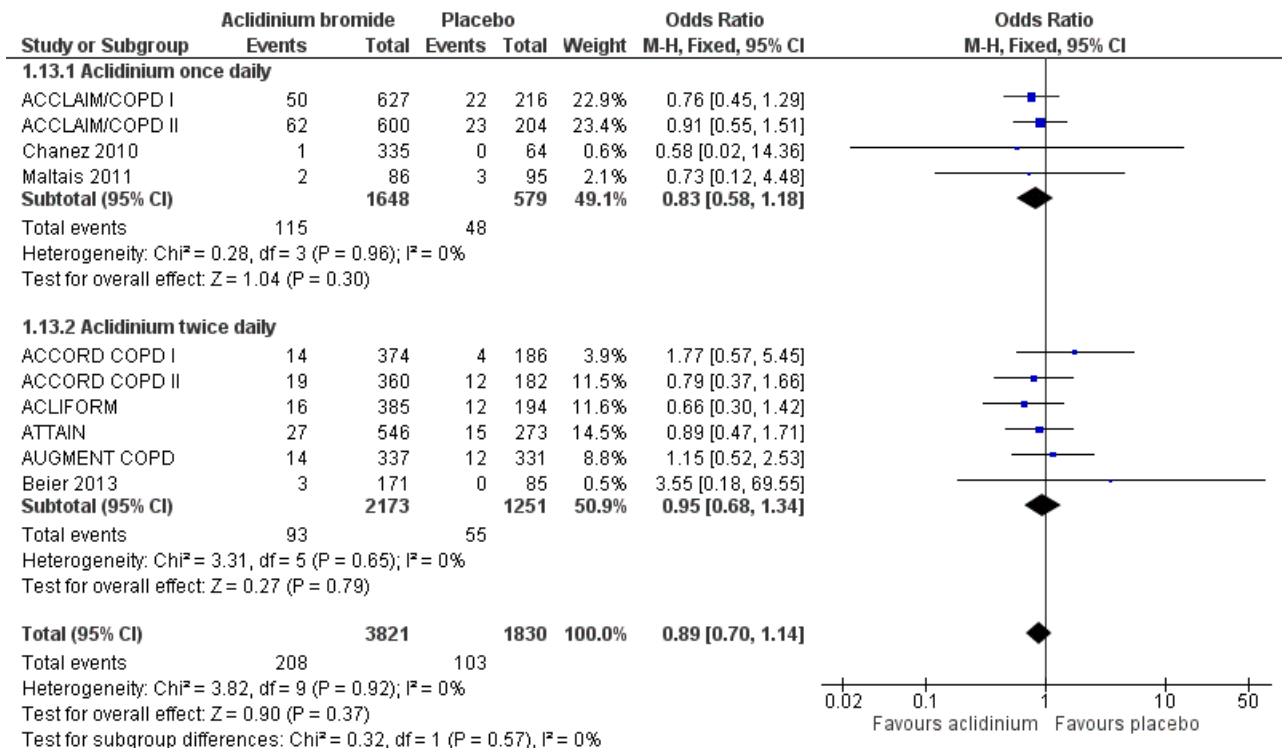 Aclidinium bromide Placebo Odds Ratio Odds Ratio
Study or Subgroup Events Total Events Total Weight M-H, Fixed, 95% CI M-H, Fixed, 95% CI
1.13.1 Aclidinium once daily
ACCLAIM/COPD I 50 627 22 216 22.9% 0.76 [0.45, 1.29]
ACCLAIM/COPD II 62 600 23 204 23.4% 0.91 [0.55, 1.51]
Chanez 2010 1 335 0 64 0.6% 0.58 [0.02, 14.36]
Maltais 2011 2 86 3 95 2.1% 0.73 [0.12, 4.48]
Subtotal (95% CI) 1648 579 49.1% 0.83 [0.58, 1.18]
Total events 115 48
Heterogeneity: Chi² = 0.28, df = 3 (P = 0.96); I² = 0%
Test for overall effect: Z = 1.04 (P = 0.30)
1.13.2 Aclidinium twice daily
ACCORD COPD I 14 374 4 186 3.9% 1.77 [0.57, 5.45]
ACCORD COPD II 19 360 12 182 11.5% 0.79 [0.37, 1.66]
ACLIFORM 16 385 12 194 11.6% 0.66 [0.30, 1.42]
ATTAIN 27 546 15 273 14.5% 0.89 [0.47, 1.71]
AUGMENT COPD 14 337 12 331 8.8% 1.15 [0.52, 2.53]
Beier 2013 3 171 0 85 0.5% 3.55 [0.18, 69.55]
Subtotal (95% CI) 2173 1251 50.9% 0.95 [0.68, 1.34]
Total events 93 55
Heterogeneity: Chi² = 3.31, df = 5 (P = 0.65); I² = 0%
Test for overall effect: Z = 0.27 (P = 0.79)
Total (95% CI) 3821 1830 100.0% 0.89 [0.70, 1.14]
Total events 208 103
Heterogeneity: Chi² = 3.82, df = 9 (P = 0.92); I² = 0%
Test for overall effect: Z = 0.90 (P = 0.37)
Test for subgroup differences: Chi² = 0.32, df = 1 (P = 0.57), I² = 0%
0.02 0.1 1 10 50
Favours aclidinium Favours placebo